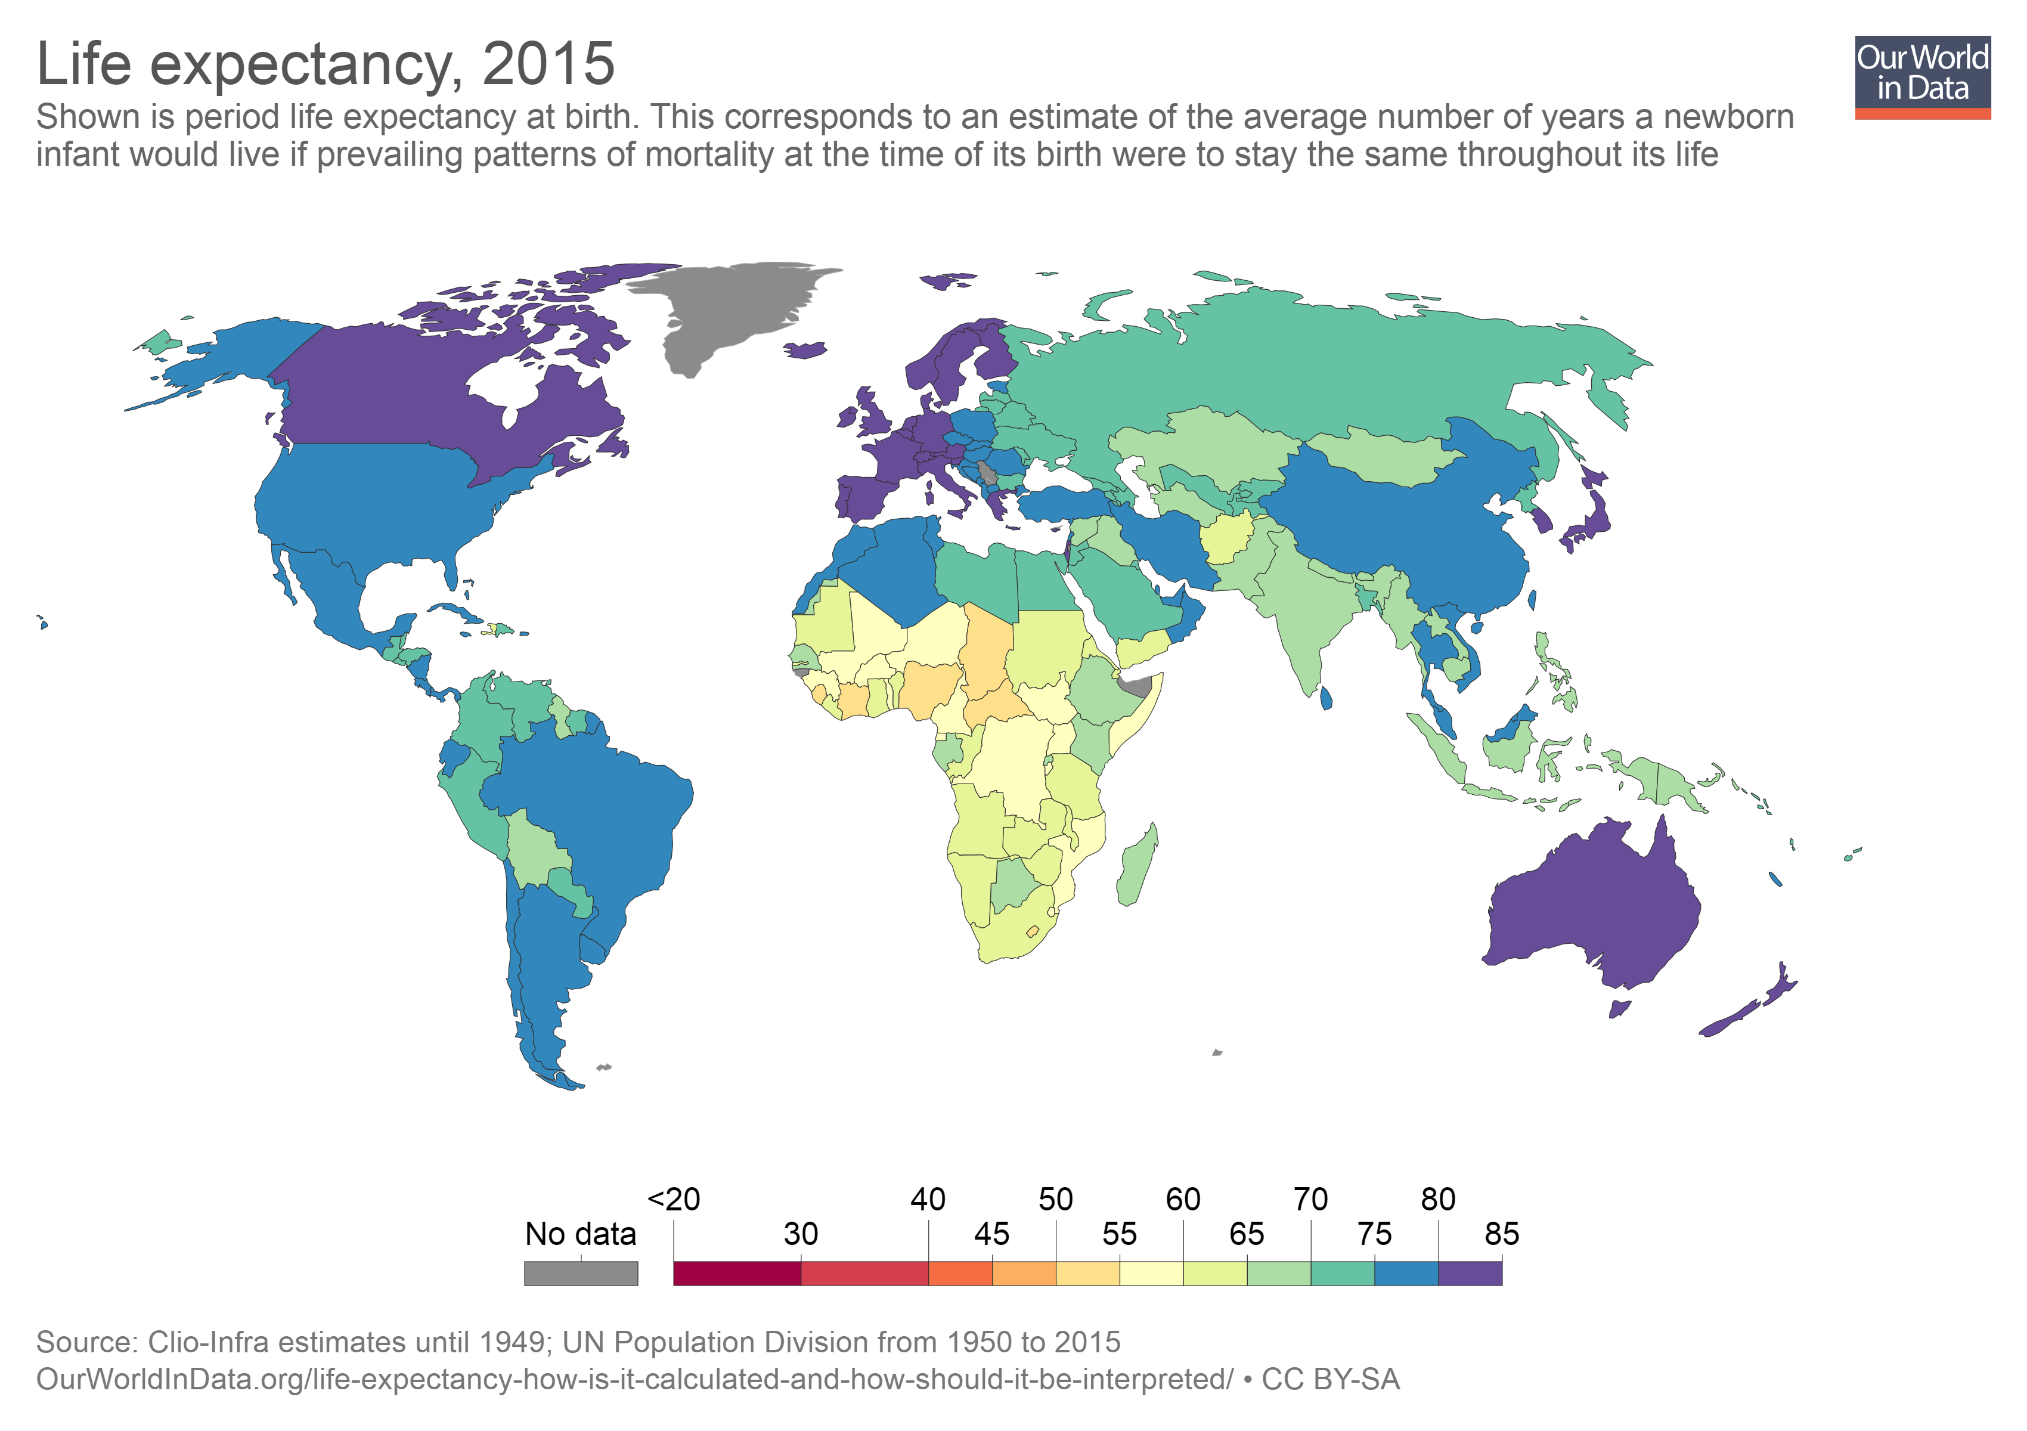 Life expectancy, 2015
Our World
in Data
Shown is period life expectancy at birth. This corresponds to an estimate of the average number of years a newborn
infant would live if prevailing patterns of mortality at the time of its birth were to stay the same throughout its life
<20 40 50 60 70 80
No data 30 45 55 65 75 85
Source: Clio-Infra estimates until 1949; UN Population Division from 1950 to 2015
OurWorldInData.org/life-expectancy-how-is-it-calculated-and-how-should-it-be-interpreted/ • CC BY-SA